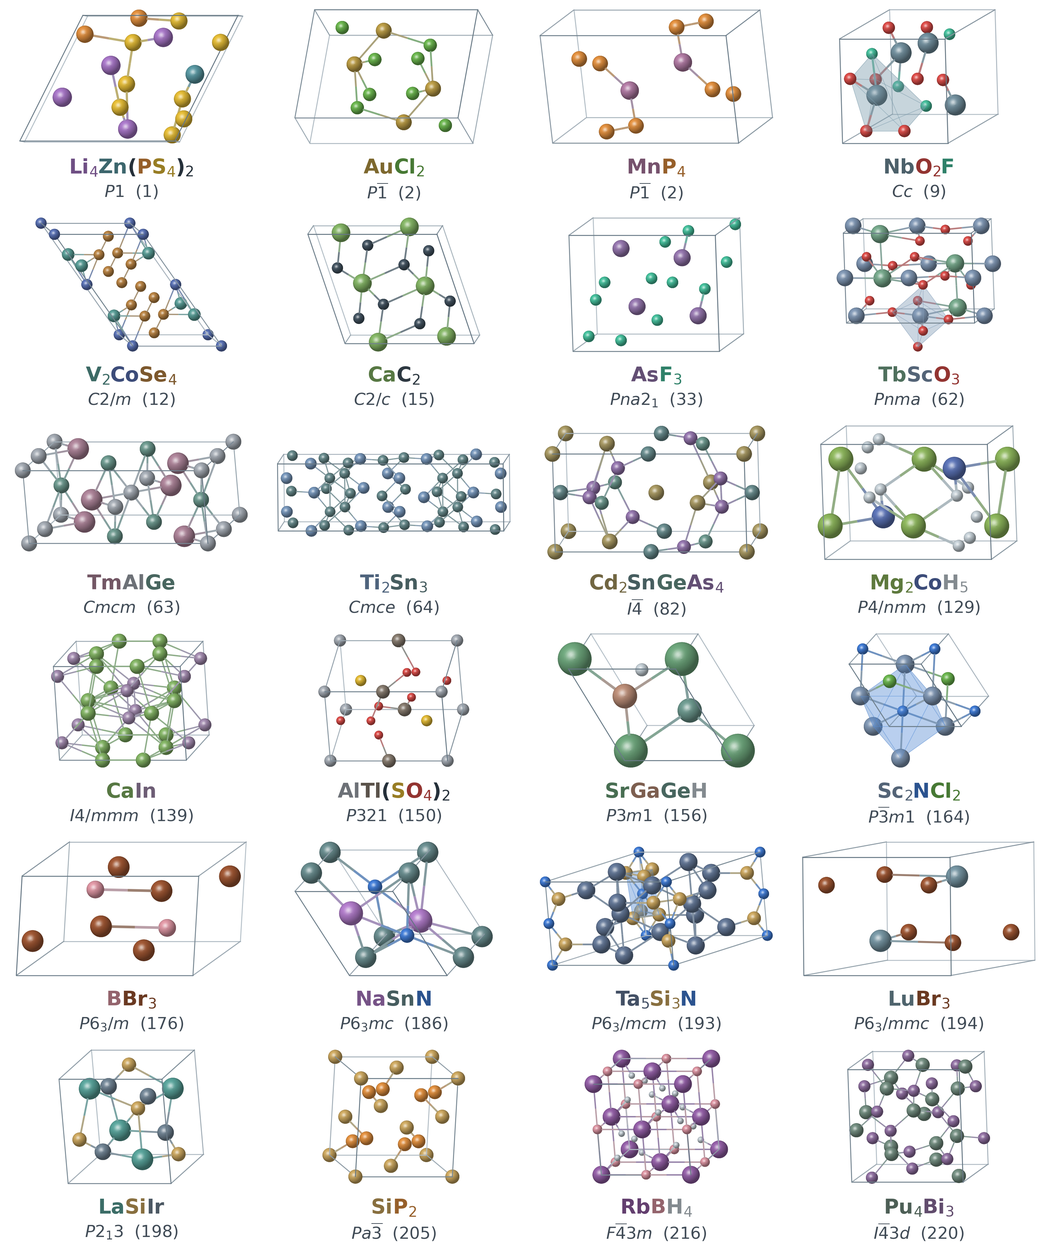 Li₄Zn(PS₄)₂ AuCl₂ MnP₄ NbO₂F
P1 (1) P1̅ (2) P1̅ (2) Cc (9)
V₂CoSe₄ CaC₂ AsF₃ TbScO₃
C2/m (12) C2/c (15) Pna2₁ (33) Pnma (62)
TmAlGe Ti₂Sn₃ Cd₂SnGeAs₄ Mg₂CoH₅
Cmcm (63) Cmce (64) I4̅ (82) P4/nmm (129)
CaIn AlTl(SO₄)₂ SrGaGeH Sc₂NCl₂
I4/mmm (139) P321 (150) P3m1 (156) P3̅m1 (164)
BBr₃ NaSnN Ta₅Si₃N LuBr₃
P6₃/m (176) P6₃mc (186) P6₃/mcm (193) P6₃/mmc (194)
LaSiIr SiP₂ RbBH₄ Pu₄Bi₃
P2₁3 (198) Pa3̅ (205) F4̅3m (216) I4̅3d (220)